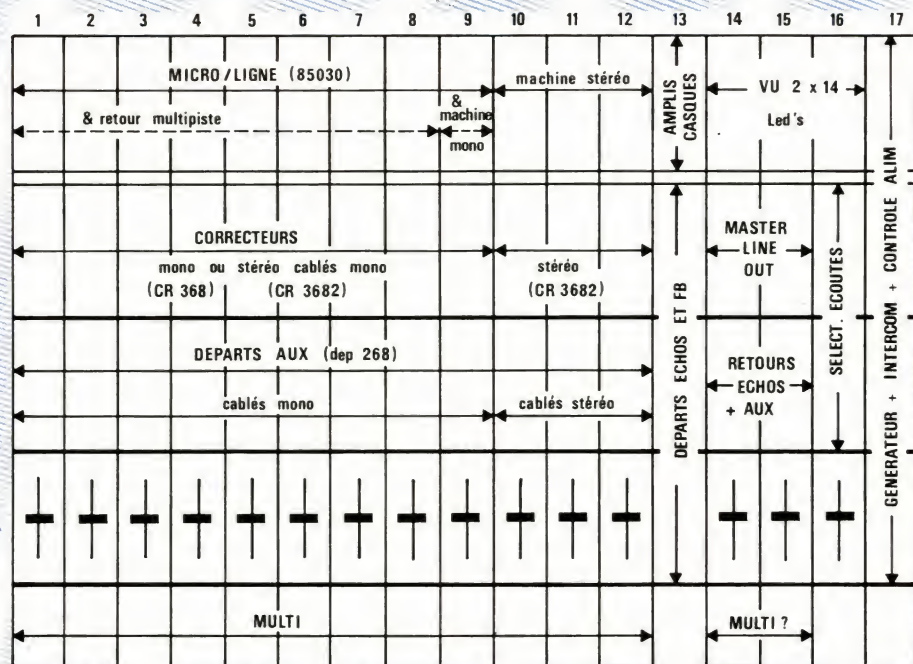 1 2 3 4 5 6 7 8 9 10 11 12 13 14 15 16 17
MICRO/LIGNE (85030)
& retour multipiste
&
machine
mono
machine stéréo
AMPLIS
CASQUES
VU 2 x 14
Led's
GENERATEUR + INTERCOM + CONTROLE ALIM
CORRECTEURS
mono ou stéréo cablés mono
(CR 368) (CR 3682)
stéréo
(CR 3682)
DEPARTS ECHOS ET FB
MASTER
LINE
OUT
SELECT. ECOUTES
DEPARTS AUX (dep 268)
cablés mono
cablés stéréo
RETOURS
ECHOS
+ AUX
MULTI
MULTI ?